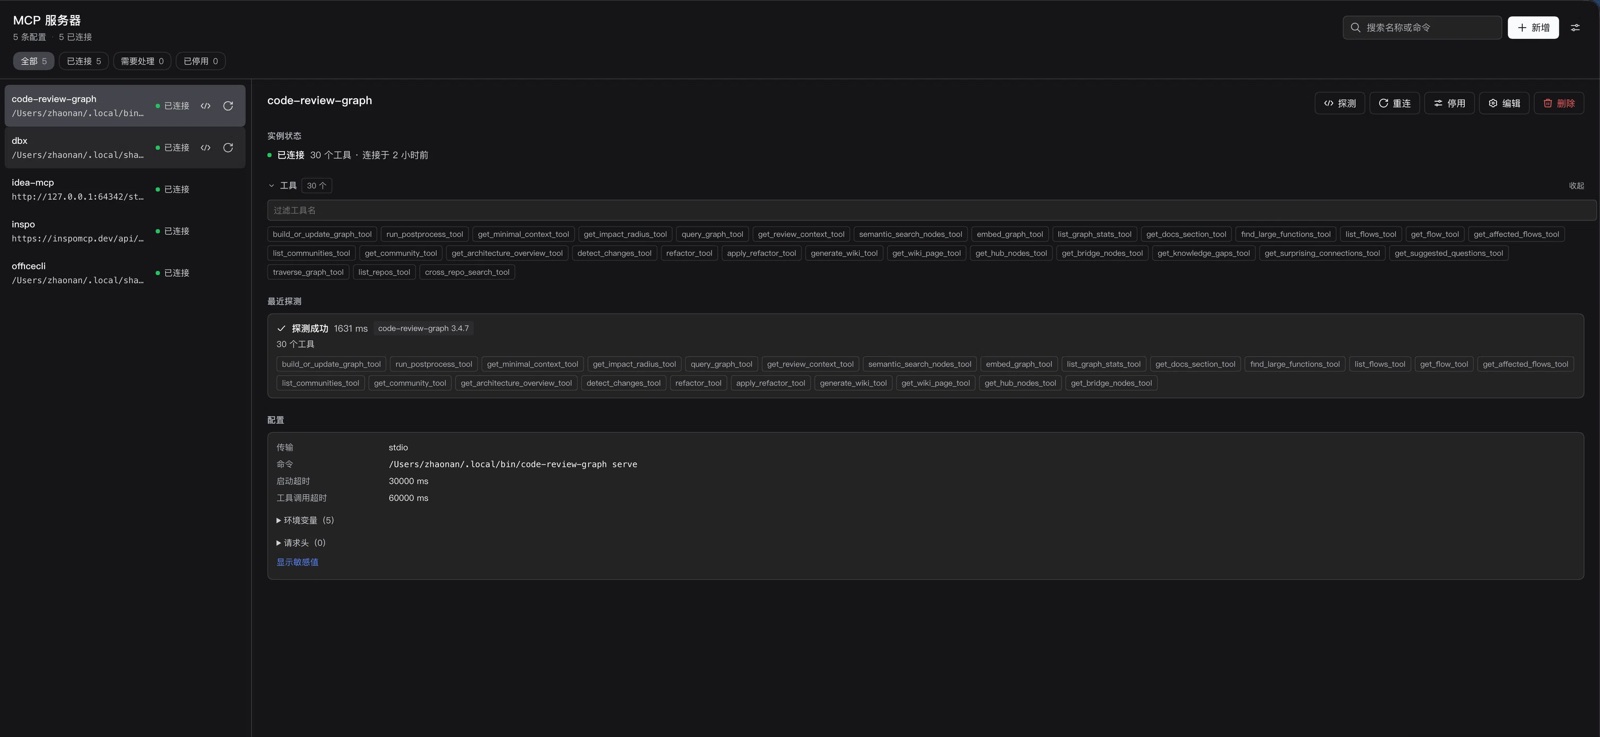 MCP 服务器
5 条配置 · 5 已连接
搜索名称或命令
新增
全部 5
已连接 5
需要处理 0
已停用 0
code-review-graph
/Users/zhaonan/.local/bin…
已连接
dbx
/Users/zhaonan/.local/sha…
已连接
idea-mcp
http://127.0.0.1:64342/st…
已连接
inspo
https://inspomcp.dev/api/…
已连接
officecli
/Users/zhaonan/.local/sha…
已连接
code-review-graph
探测 重连 停用 编辑 删除
实例状态
已连接 30 个工具 · 连接于 2 小时前
工具 30 个 收起
过滤工具名
build_or_update_graph_tool run_postprocess_tool get_minimal_context_tool get_impact_radius_tool query_graph_tool get_review_context_tool semantic_search_nodes_tool embed_graph_tool list_graph_stats_tool get_docs_section_tool find_large_functions_tool list_flows_tool get_flow_tool get_affected_flows_tool
list_communities_tool get_community_tool get_architecture_overview_tool detect_changes_tool refactor_tool apply_refactor_tool generate_wiki_tool get_wiki_page_tool get_hub_nodes_tool get_bridge_nodes_tool get_knowledge_gaps_tool get_surprising_connections_tool get_suggested_questions_tool
traverse_graph_tool list_repos_tool cross_repo_search_tool
最近探测
探测成功 1631 ms code-review-graph 3.4.7
30 个工具
build_or_update_graph_tool run_postprocess_tool get_minimal_context_tool get_impact_radius_tool query_graph_tool get_review_context_tool semantic_search_nodes_tool embed_graph_tool list_graph_stats_tool get_docs_section_tool find_large_functions_tool list_flows_tool get_flow_tool get_affected_flows_tool
list_communities_tool get_community_tool get_architecture_overview_tool detect_changes_tool refactor_tool apply_refactor_tool generate_wiki_tool get_wiki_page_tool get_hub_nodes_tool get_bridge_nodes_tool
配置
传输 stdio
命令 /Users/zhaonan/.local/bin/code-review-graph serve
启动超时 30000 ms
工具调用超时 60000 ms
环境变量 (5)
请求头 (0)
显示敏感值